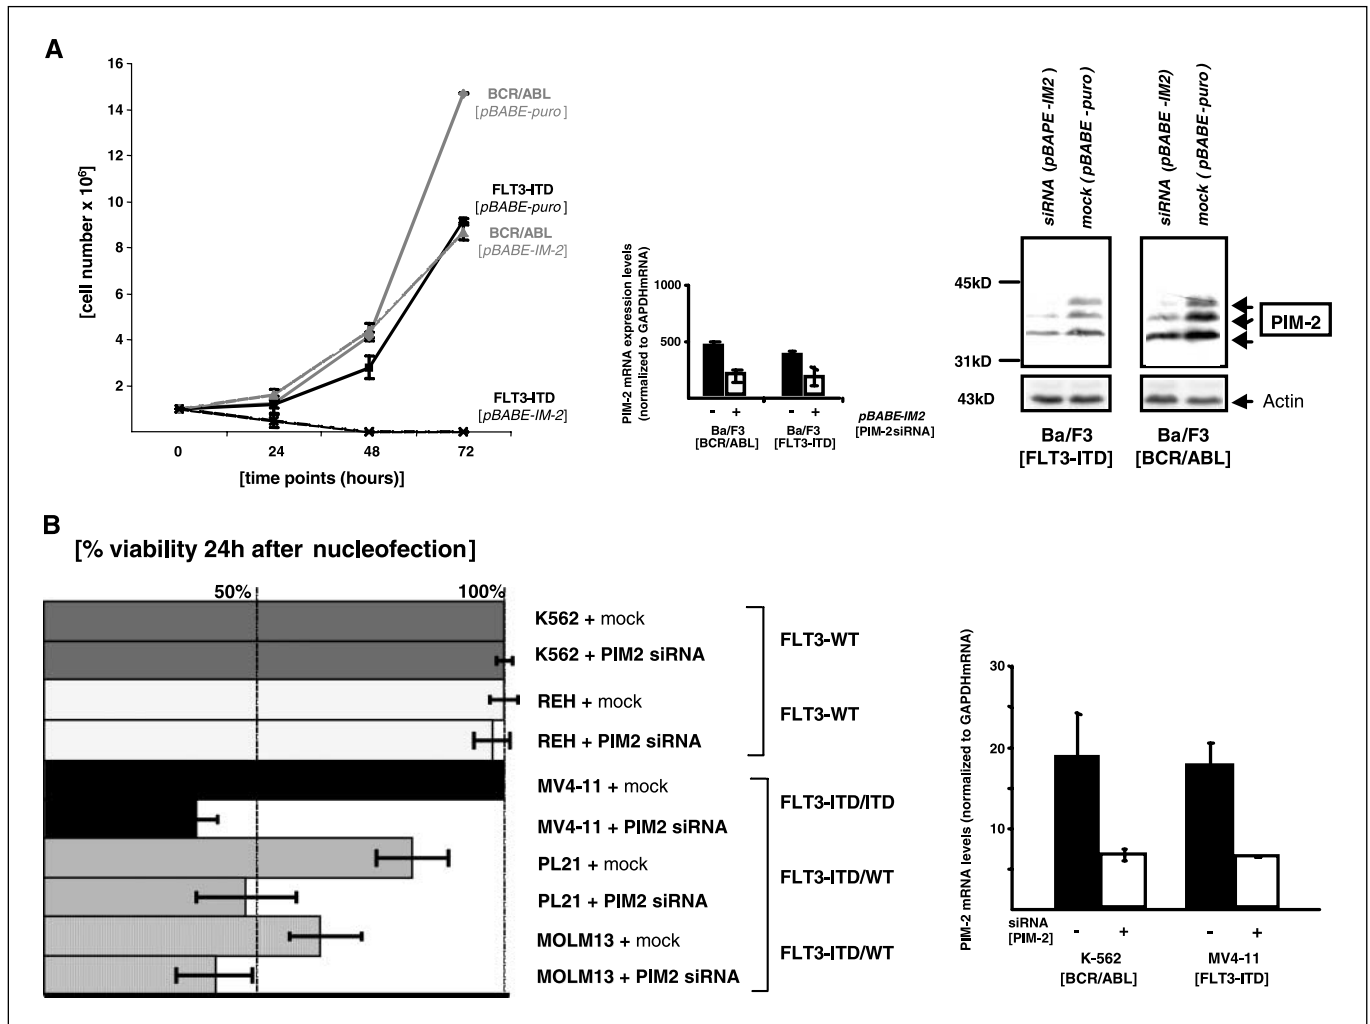 A
16
14
12
10
8
6
4
2
[cell number x 10⁶]
0 24 48 72
[time points (hours)]
BCR/ABL
[pBABE-puro]
FLT3-ITD
[pBABE-puro]
BCR/ABL
[pBABE-IM-2]
FLT3-ITD
[pBABE-IM-2]
PIM-2 mRNA expression levels
(normalized to GAPDHmRNA)
1000
500
- + - +
pBABE-IM2
[PIM-2siRNA]
Ba/F3
[BCR/ABL]
Ba/F3
[FLT3-ITD]
siRNA (pBAPE-IM2)
mock (pBABE-puro)
siRNA (pBABE-IM2)
mock (pBABE-puro)
45kD
31kD
43kD
PIM-2
Actin
Ba/F3
[FLT3-ITD]
Ba/F3
[BCR/ABL]
B
[% viability 24h after nucleofection]
50% 100%
K562 + mock
K562 + PIM2 siRNA
REH + mock
REH + PIM2 siRNA
MV4-11 + mock
MV4-11 + PIM2 siRNA
PL21 + mock
PL21 + PIM2 siRNA
MOLM13 + mock
MOLM13 + PIM2 siRNA
FLT3-WT
FLT3-WT
FLT3-ITD/ITD
FLT3-ITD/WT
FLT3-ITD/WT
PIM-2 mRNA levels (normalized to GAPDHmRNA)
30
20
10
siRNA
[PIM-2]
- + - +
K-562
[BCR/ABL]
MV4-11
[FLT3-ITD]